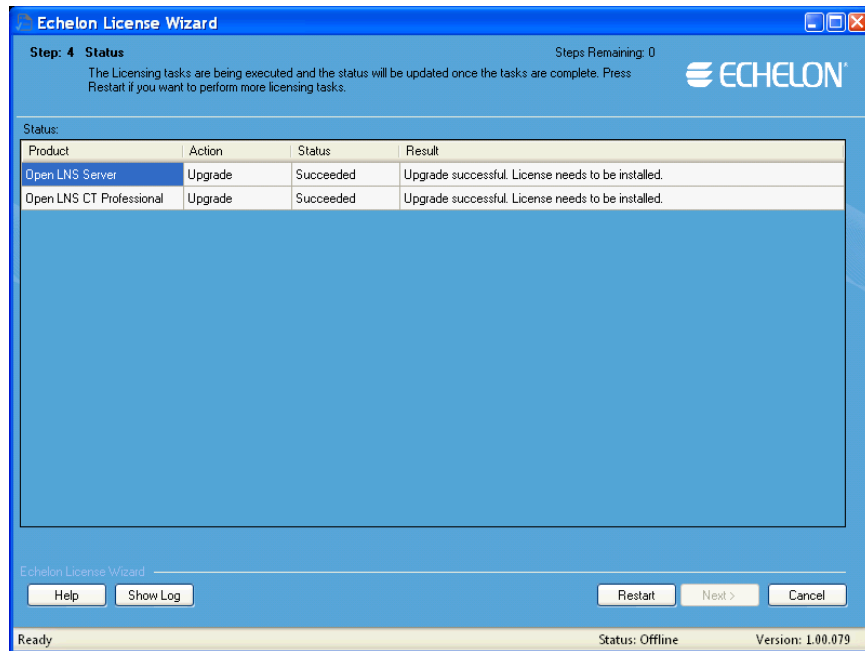 Echelon License Wizard
Step: 4 Status
Steps Remaining: 0
The Licensing tasks are being executed and the status will be updated once the tasks are complete. Press
Restart if you want to perform more licensing tasks.
ECHELON
Status:
Product Action Status Result
Open LNS Server Upgrade Succeeded Upgrade successful. License needs to be installed.
Open LNS CT Professional Upgrade Succeeded Upgrade successful. License needs to be installed.
Echelon License Wizard
Help Show Log Restart Next > Cancel
Ready Status: Offline Version: 1.00.079